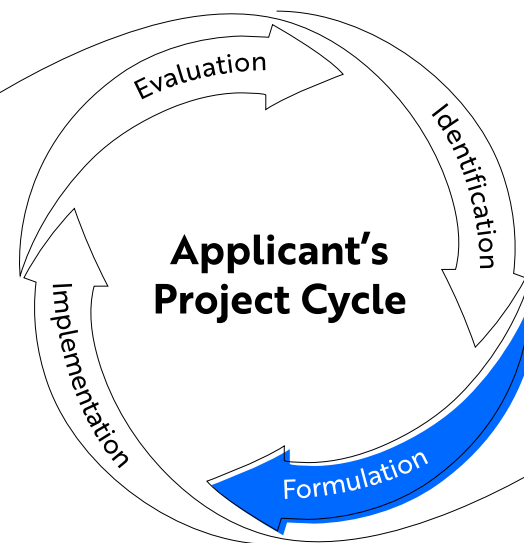 Evaluation
Identification
Applicant’s
Project Cycle
Implementation
Formulation